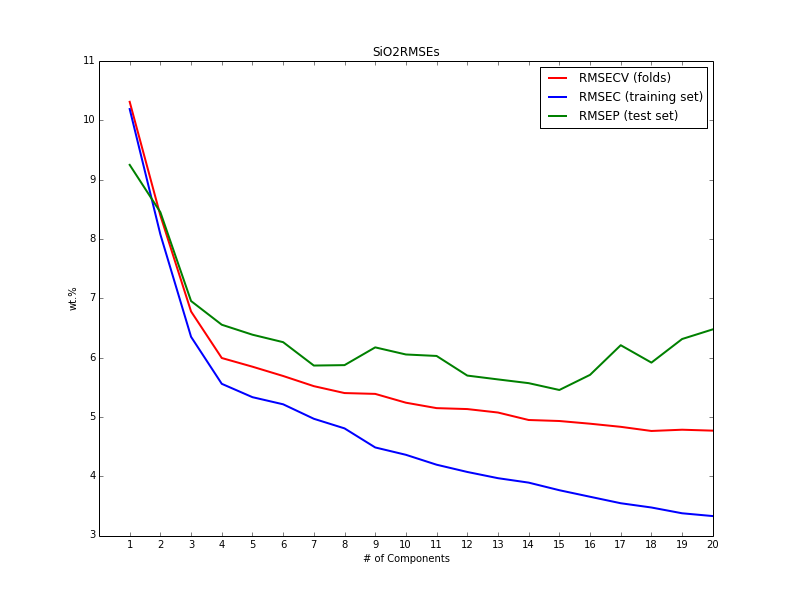 SiO2RMSEs
11
10
9
8
7
6
5
4
3
wt.%
RMSECV (folds)
RMSEC (training set)
RMSEP (test set)
1 2 3 4 5 6 7 8 9 10 11 12 13 14 15 16 17 18 19 20
# of Components